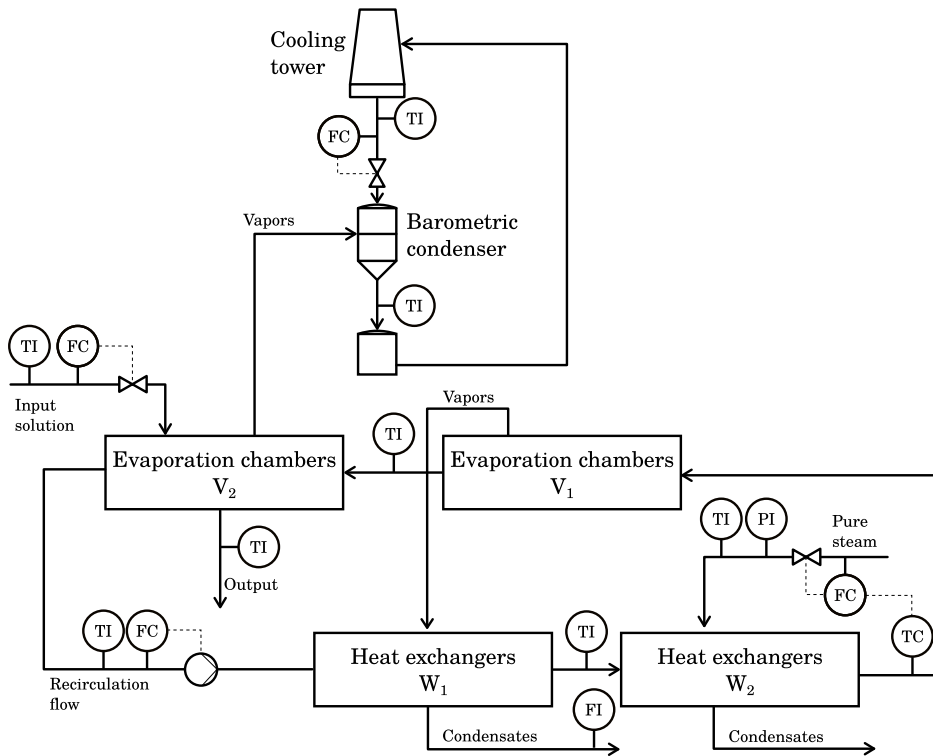 Cooling
tower
TI
FC
Vapors
Barometric
condenser
TI
TI
FC
Input
solution
Vapors
TI
Evaporation chambers
V₂
Evaporation chambers
V₁
TI
PI
Pure
steam
TI
Output
FC
TI
FC
TI
TC
Heat exchangers
W₁
Heat exchangers
W₂
Recirculation
flow
FI
Condensates
Condensates